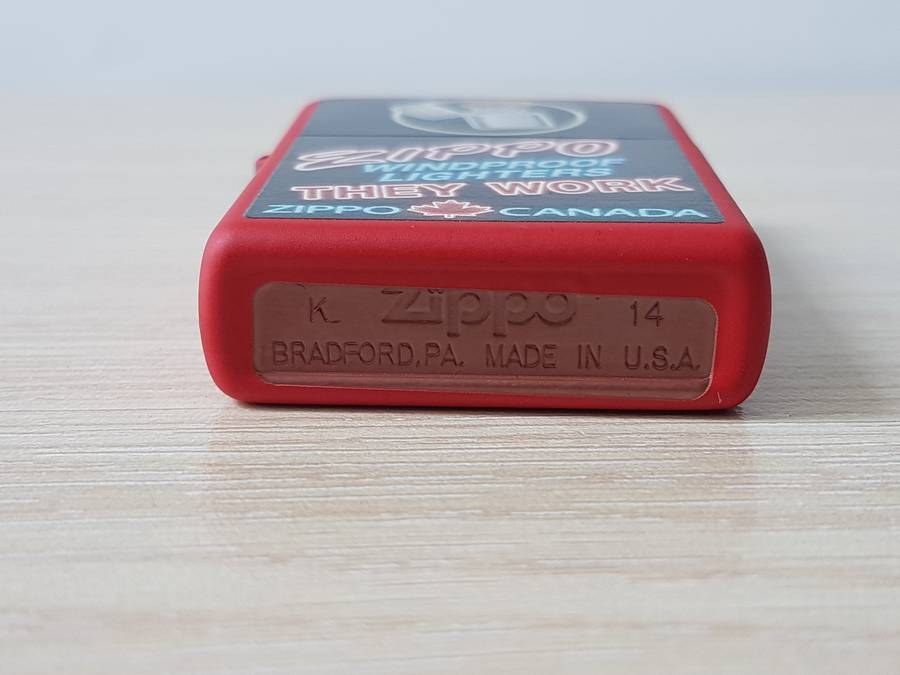 ZIPPO
WINDPROOF
LIGHTERS
THEY WORK
ZIPPO CANADA
K Zippo 14
BRADFORD,PA. MADE IN U.S.A.